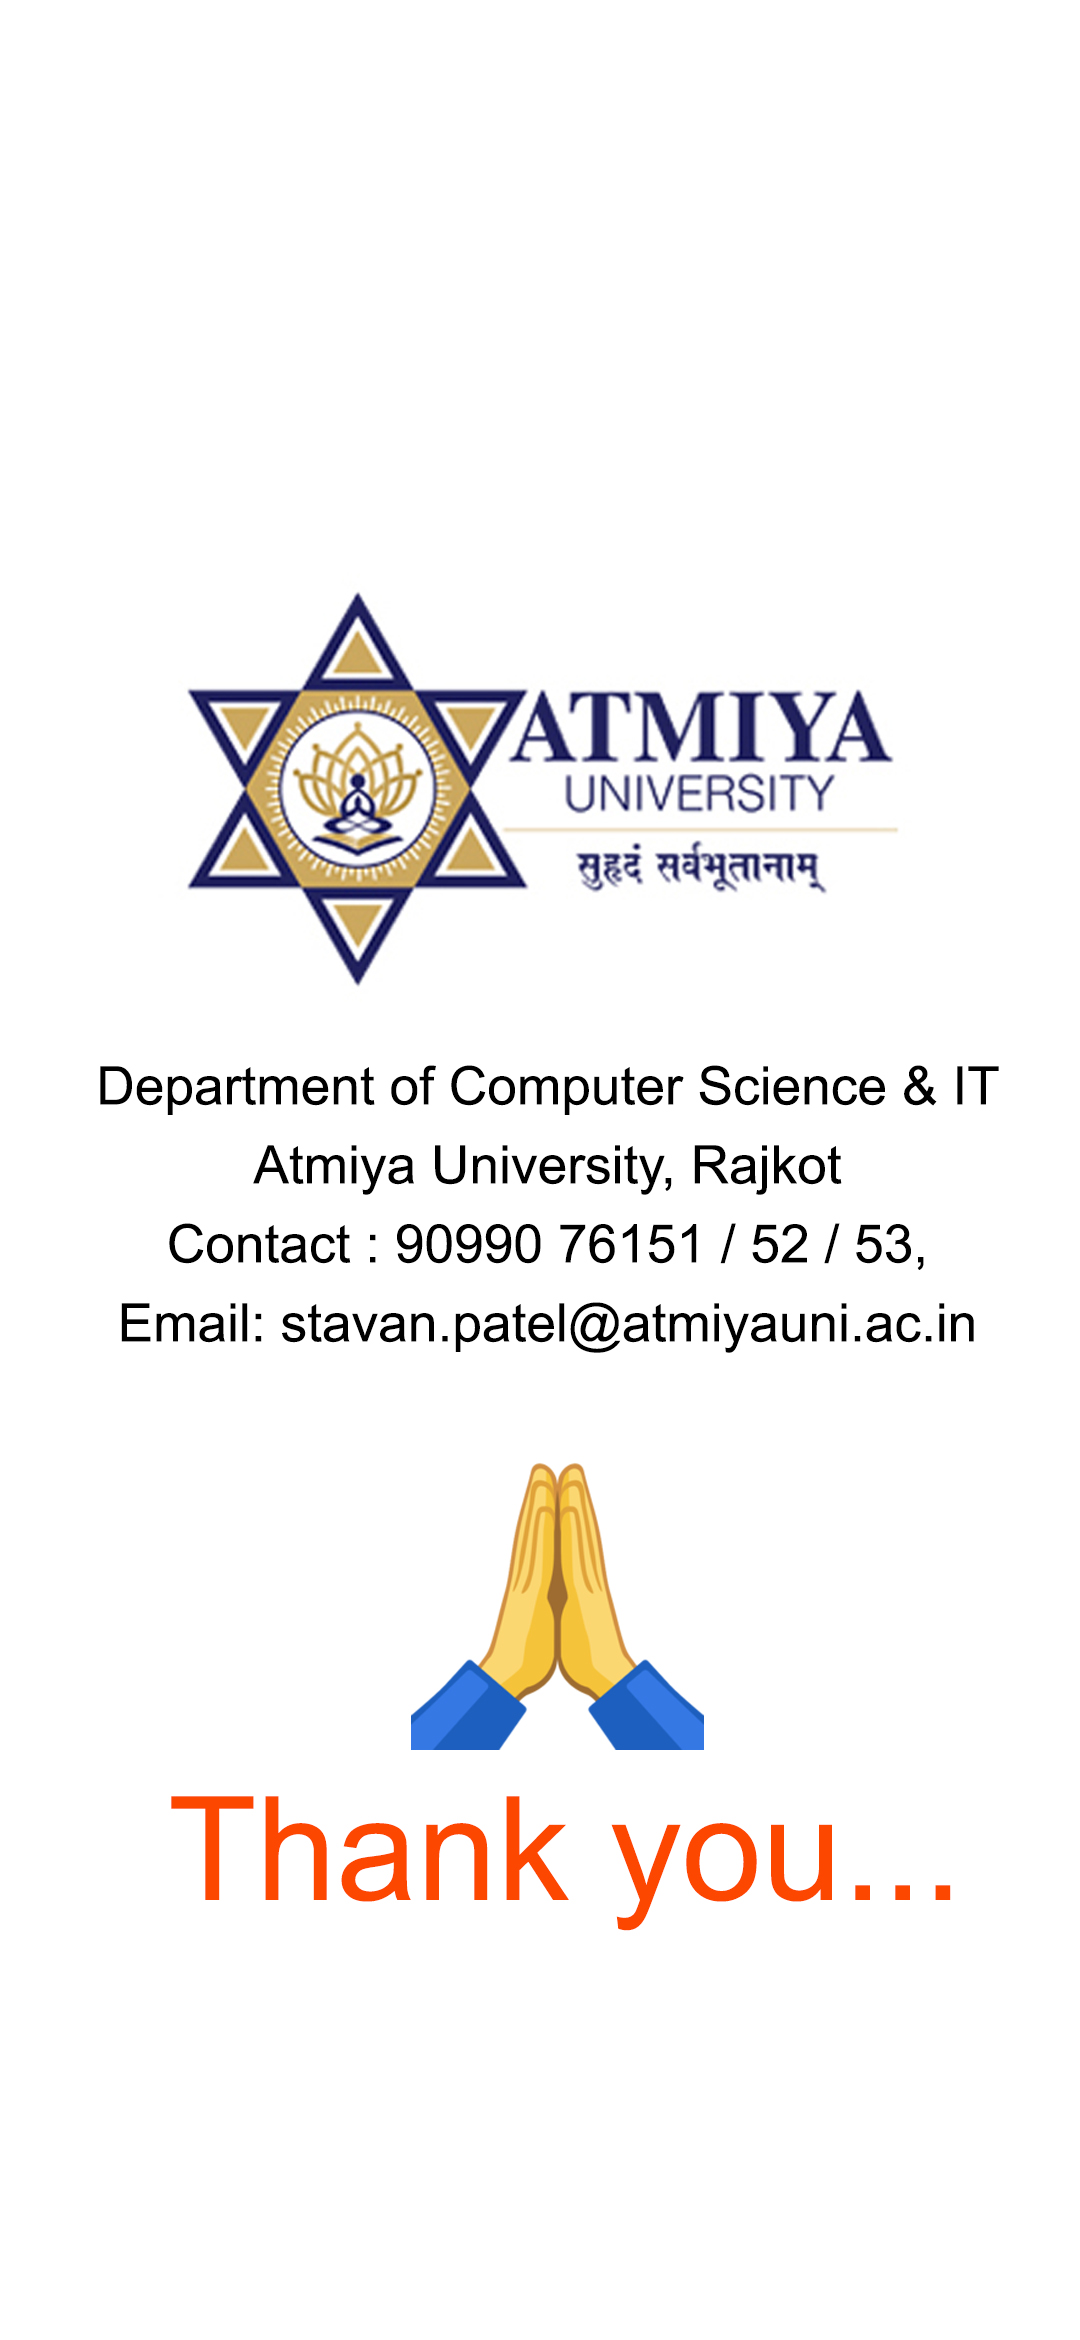 ATMIYA
UNIVERSITY
सुहृदं सर्वभूतानाम्
Department of Computer Science & IT
Atmiya University, Rajkot
Contact : 90990 76151 / 52 / 53,
Email: stavan.patel@atmiyauni.ac.in
Thank you...